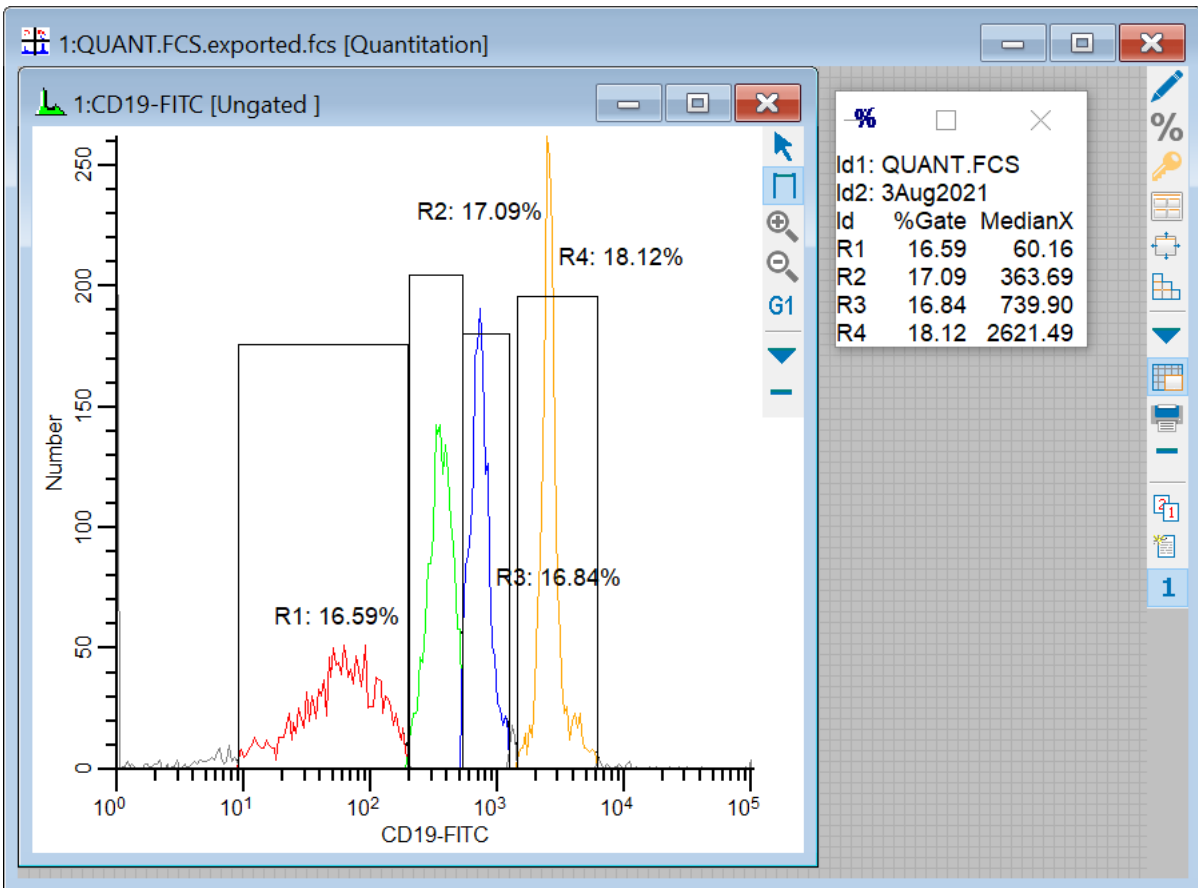 1:QUANT.FCS.exported.fcs [Quantitation]
1:CD19-FITC [Ungated ]
%
Id1: QUANT.FCS
Id2: 3Aug2021
Id %Gate MedianX
R1 16.59 60.16
R2 17.09 363.69
R3 16.84 739.90
R4 18.12 2621.49
%
G1
2 1
1
Number
250
200
150
100
50
0
R2: 17.09%
R4: 18.12%
R3: 16.84%
R1: 16.59%
10⁰ 10¹ 10² 10³ 10⁴ 10⁵
CD19-FITC